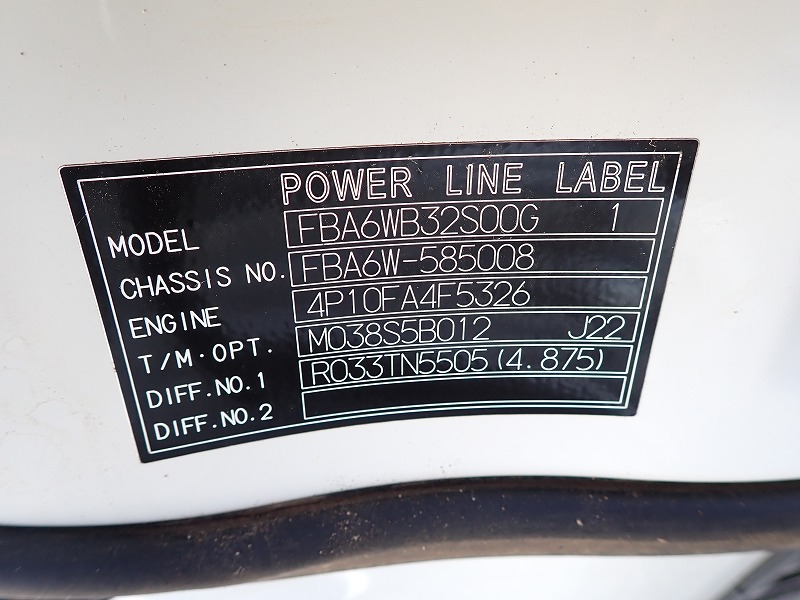 POWER LINE LABEL
MODEL FBA6WB32S00G 1
CHASSIS NO. FBA6W-585008
ENGINE 4P10FA4F5326
T/M·OPT. M038S5B012 J22
DIFF.NO.1 R033TN5505(4.875)
DIFF.NO.2